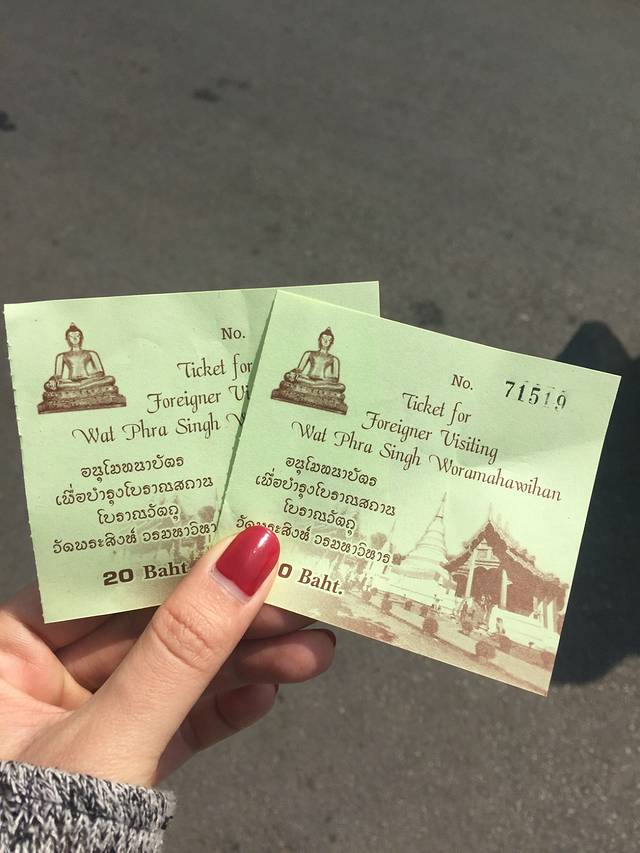 No.
Ticket for
Foreigner
Wat Phra Singh
อนุโมทนาบัตร
เพื่อบำรุงโบราณสถาน
โบราณวัตถุ
วัดพระสิงห์ วรมหาวิหา
20 Baht.
No. 71519
Ticket for
Foreigner Visiting
Wat Phra Singh Woramahawihan
อนุโมทนาบัตร
เพื่อบำรุงโบราณสถาน
โบราณวัตถุ
วัดพระสิงห์ วรมหาวิหาร
0 Baht.